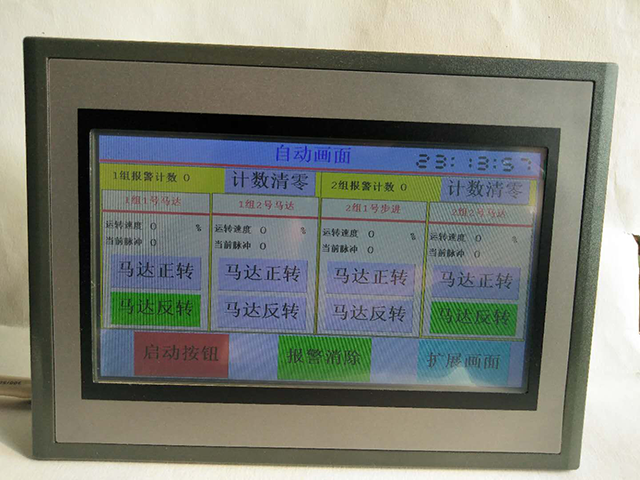 自动画面 23:13:57
1组报警计数 0 计数清零 2组报警计数 0 计数清零
1组1号马达 1组2号马达 2组1号步进 2组2号马达
运转速度 0 % 运转速度 0 运转速度 0 运转速度 0 %
当前脉冲 0 当前脉冲 0 当前脉冲 0 当前脉冲 0
马达正转 马达正转 马达正转 马达正转
马达反转 马达反转 马达反转 马达反转
启动按钮 报警消除 扩展画面